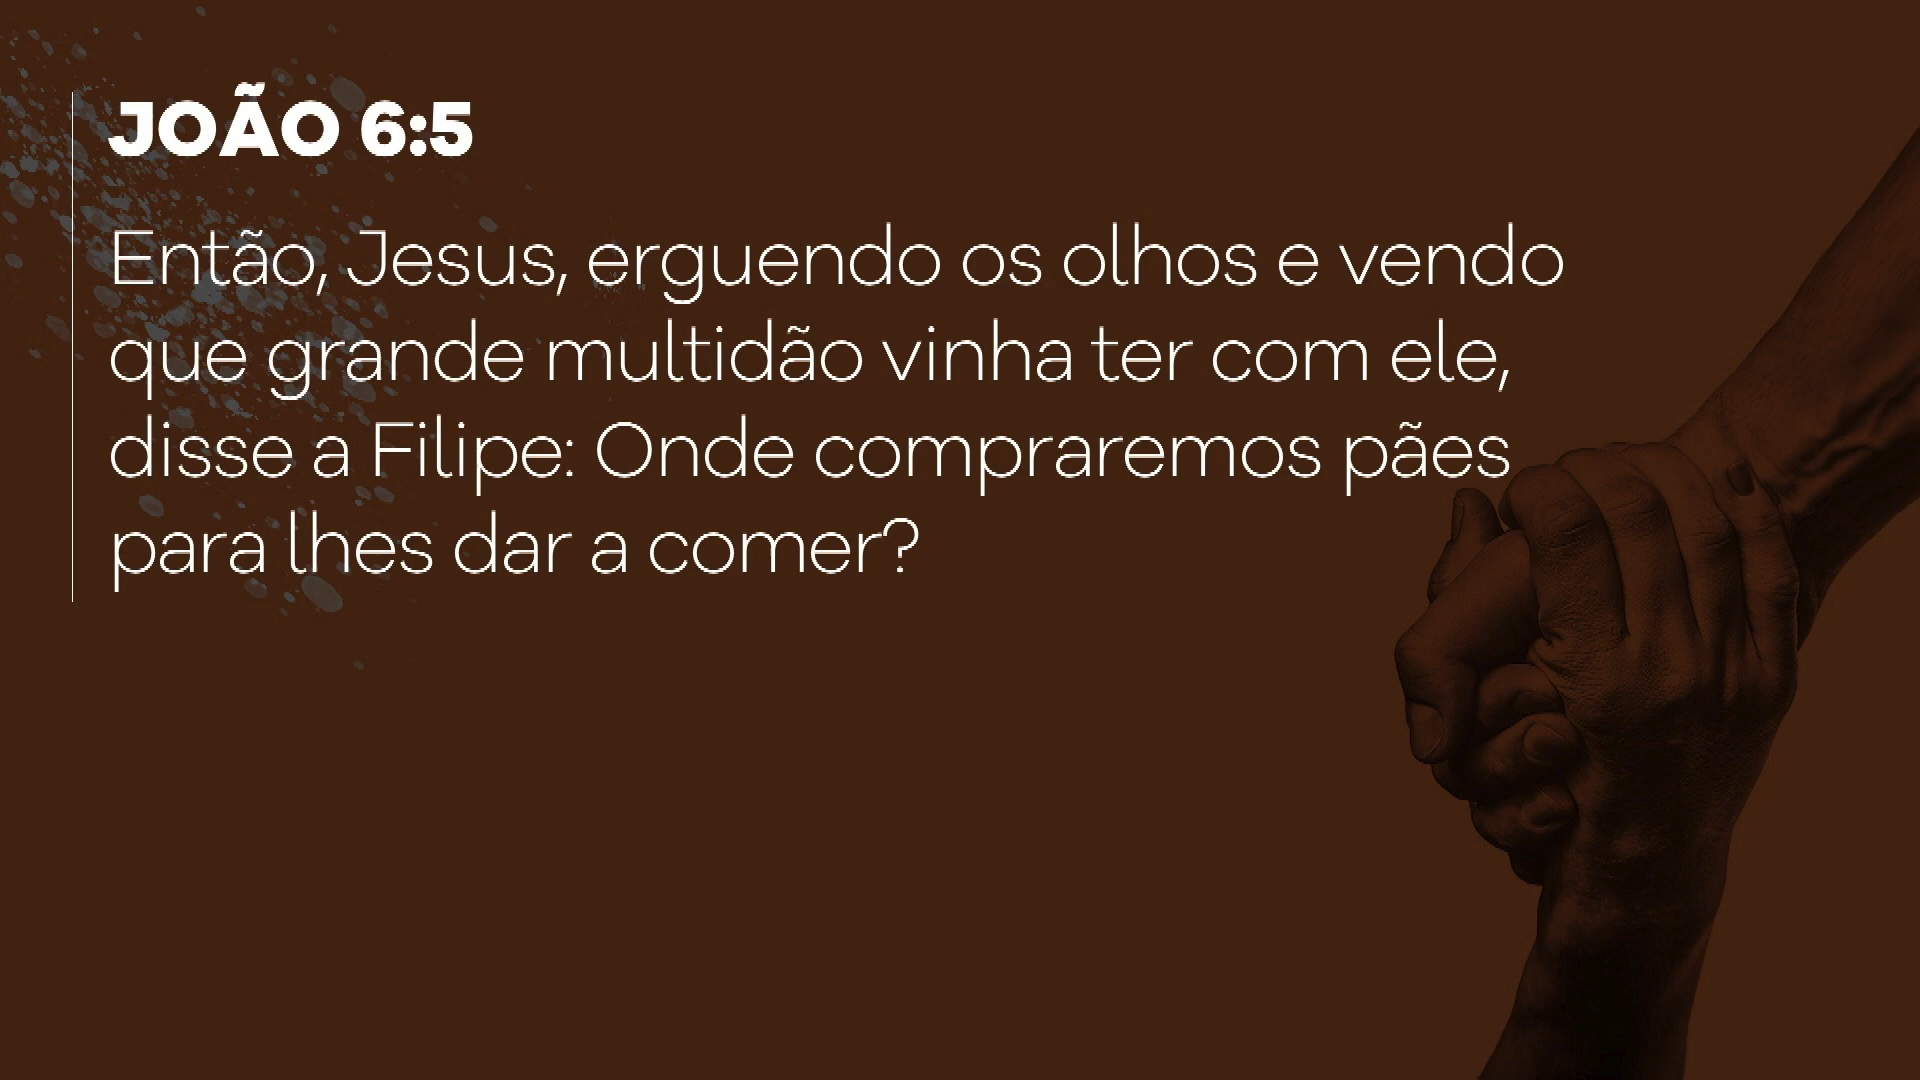 JOÃO 6:5
Então, Jesus, erguendo os olhos e vendo
que grande multidão vinha ter com ele,
disse a Filipe: Onde compraremos pães
para lhes dar a comer?